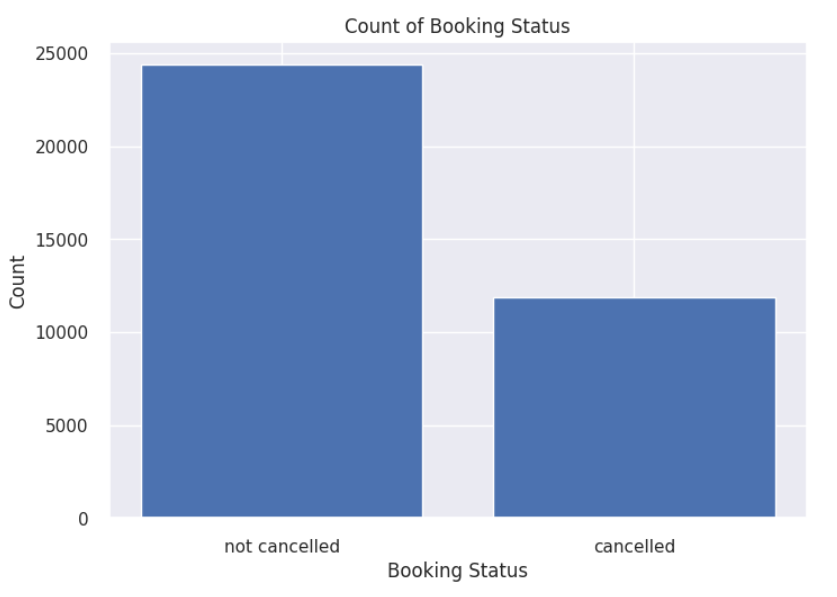 Count of Booking Status
25000
20000
15000
10000
5000
0
Count
not cancelled
cancelled
Booking Status